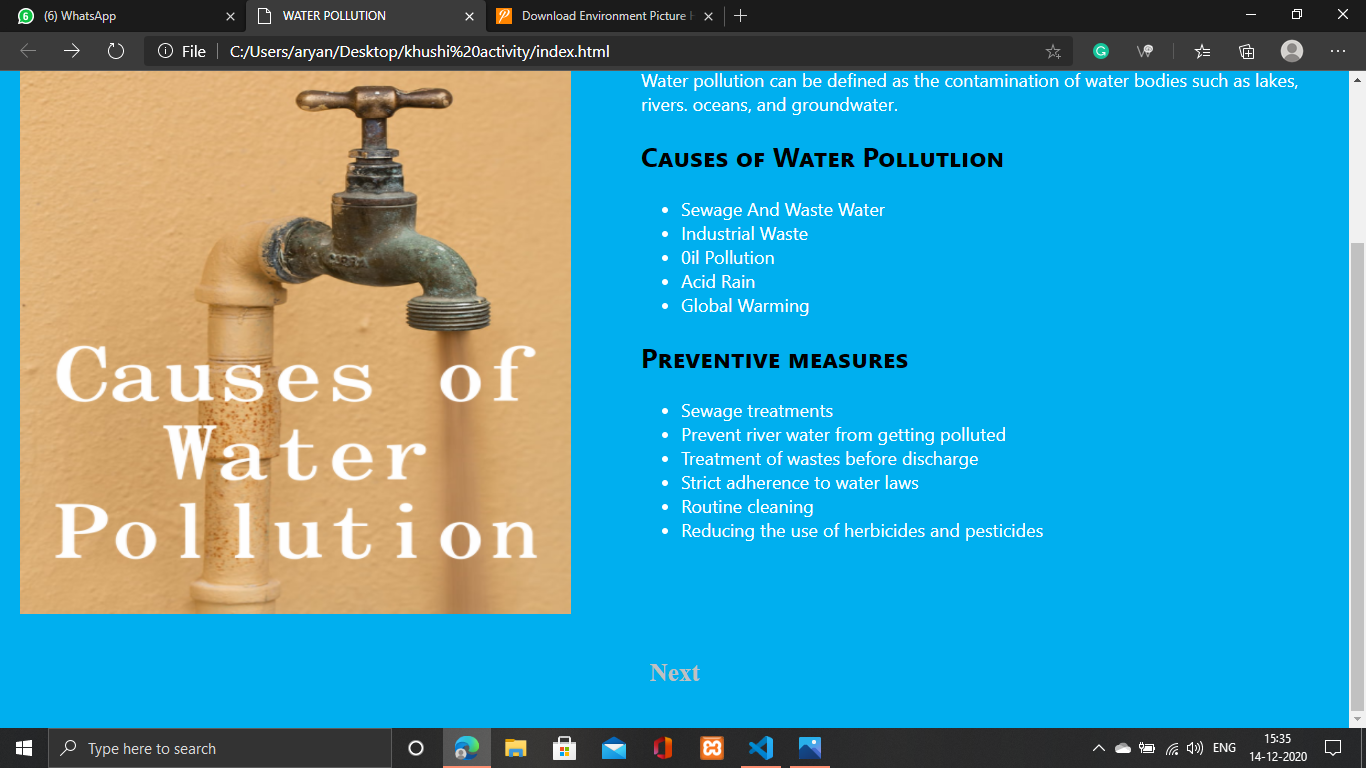 (6) WhatsApp
WATER POLLUTION
Download Environment Picture H
File
C:/Users/aryan/Desktop/khushi%20activity/index.html
Water pollution can be defined as the contamination of water bodies such as lakes,
rivers. oceans, and groundwater.
Causes of Water Pollutlion
Sewage And Waste Water
Industrial Waste
0il Pollution
Acid Rain
Global Warming
Preventive measures
Sewage treatments
Prevent river water from getting polluted
Treatment of wastes before discharge
Strict adherence to water laws
Routine cleaning
Reducing the use of herbicides and pesticides
Causes of
Water
Pollution
Next
Type here to search
ENG
15:35
14-12-2020